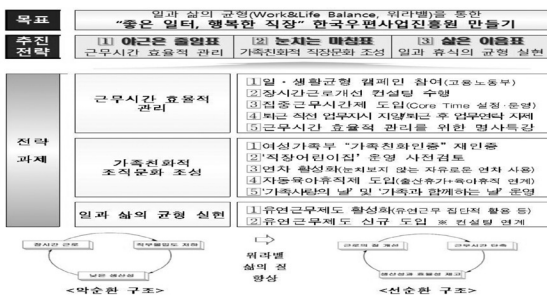 목표
일과 삶의 균형(Work&Life Balance, 워라밸)을 통한
“좋은 일터, 행복한 직장” 한국우편사업진흥원 만들기
추진
전략
1 야근은 줄임표
근무시간 효율적 관리
2 눈치는 마침표
가족친화적 직장문화 조성
3 삶은 이음표
일과 휴식의 균형 실현
전략
과제
근무시간 효율적
관리
1 일・생활균형 캠페인 참여(고용노동부)
2 장시간근로개선 컨설팅 수행
3 집중근무시간제 도입(Core Time 설정・운영)
4 퇴근 직전 업무지시 지양/퇴근 후 업무연락 자제
5 근무시간 효율적 관리를 위한 명사특강
가족친화적
조직문화 조성
1 여성가족부 “가족친화인증” 재인증
2 '직장어린이집' 운영 사전검토
3 연차 활성화(눈치보지 않는 자유로운 연차 사용)
4 자동육아휴직제 도입(출산휴가+육아휴직 연계)
5 '가족사랑의 날' 및 '가족과 함께하는 날' 운영
일과 삶의 균형 실현
1 유연근무제도 활성화(유연근무 집단적 활용 등)
2 유연근무제도 신규 도입 ※ 컨설팅 연계
장시간 근로
직무몰입도 저하
낮은 생산성
<악순환 구조>
워라밸
삶의 질
향상
근로의 질 개선
근무시간 단축
생산성과 효율성 제고
<선순환 구조>